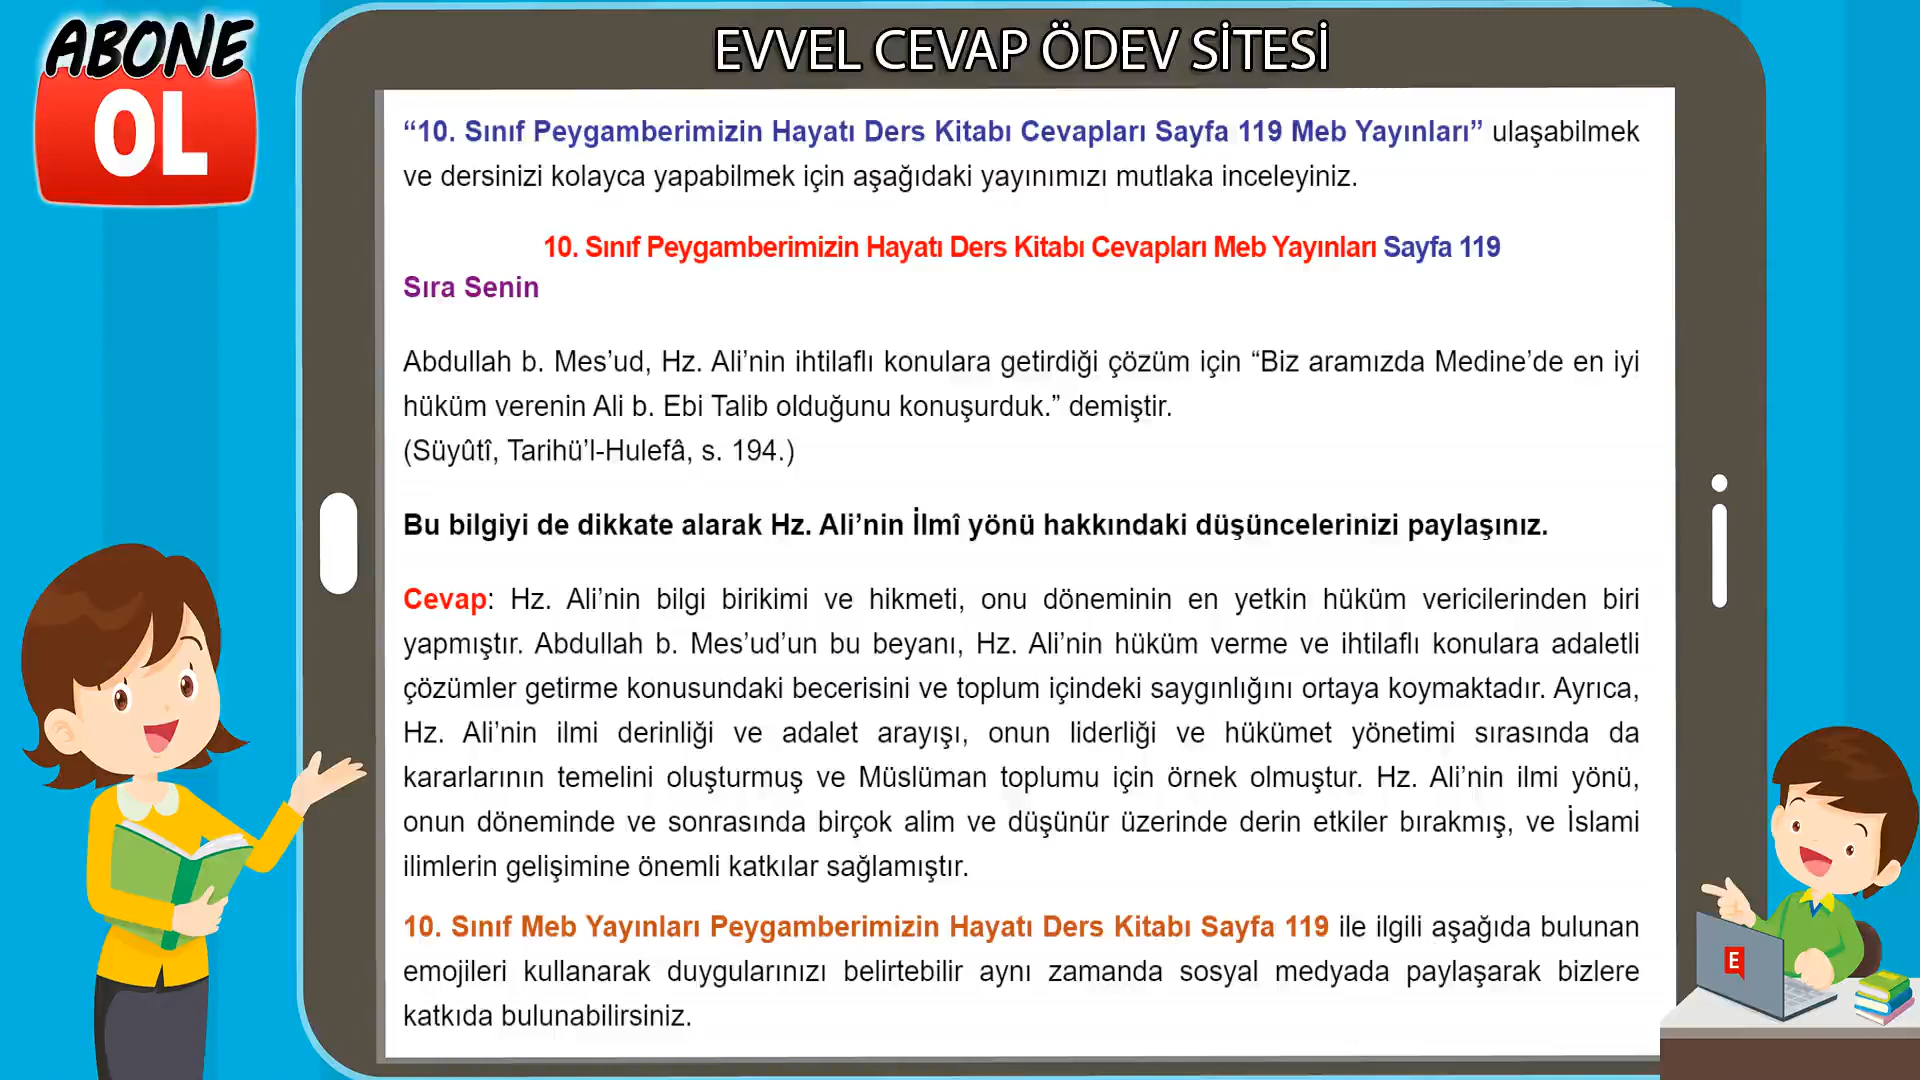 ABONE
OL
EVVEL CEVAP ÖDEV SİTESİ
“10. Sınıf Peygamberimizin Hayatı Ders Kitabı Cevapları Sayfa 119 Meb Yayınları” ulaşabilmek
ve dersinizi kolayca yapabilmek için aşağıdaki yayınımızı mutlaka inceleyiniz.
10. Sınıf Peygamberimizin Hayatı Ders Kitabı Cevapları Meb Yayınları Sayfa 119
Sıra Senin
Abdullah b. Mes’ud, Hz. Ali’nin ihtilaflı konulara getirdiği çözüm için “Biz aramızda Medine’de en iyi
hüküm verenin Ali b. Ebi Talib olduğunu konuşurduk.” demiştir.
(Süyûtî, Tarihü’l-Hulefâ, s. 194.)
Bu bilgiyi de dikkate alarak Hz. Ali’nin İlmî yönü hakkındaki düşüncelerinizi paylaşınız.
Cevap: Hz. Ali’nin bilgi birikimi ve hikmeti, onu döneminin en yetkin hüküm vericilerinden biri
yapmıştır. Abdullah b. Mes’ud’un bu beyanı, Hz. Ali’nin hüküm verme ve ihtilaflı konulara adaletli
çözümler getirme konusundaki becerisini ve toplum içindeki saygınlığını ortaya koymaktadır. Ayrıca,
Hz. Ali’nin ilmi derinliği ve adalet arayışı, onun liderliği ve hükümet yönetimi sırasında da
kararlarının temelini oluşturmuş ve Müslüman toplumu için örnek olmuştur. Hz. Ali’nin ilmi yönü,
onun döneminde ve sonrasında birçok alim ve düşünür üzerinde derin etkiler bırakmış, ve İslami
ilimlerin gelişimine önemli katkılar sağlamıştır.
10. Sınıf Meb Yayınları Peygamberimizin Hayatı Ders Kitabı Sayfa 119 ile ilgili aşağıda bulunan
emojileri kullanarak duygularınızı belirtebilir aynı zamanda sosyal medyada paylaşarak bizlere
katkıda bulunabilirsiniz.
E